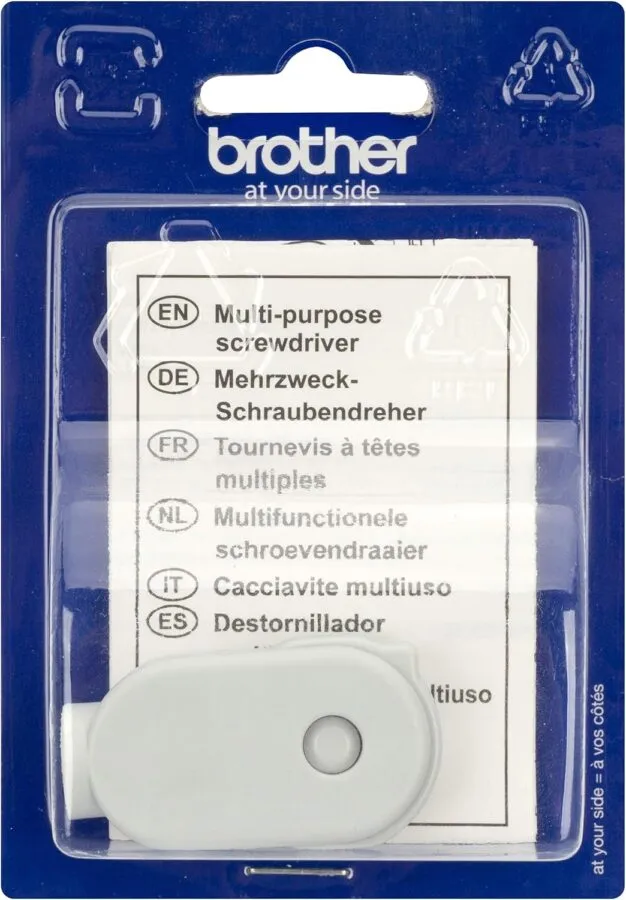 brother
at your side
EN Multi-purpose
screwdriver
DE Mehrzweck-
Schraubendreher
FR Tournevis à têtes
multiples
NL Multifunctionele
schroevendraaier
IT Cacciavite multiuso
ES Destornillador
at your side = à vos côtés